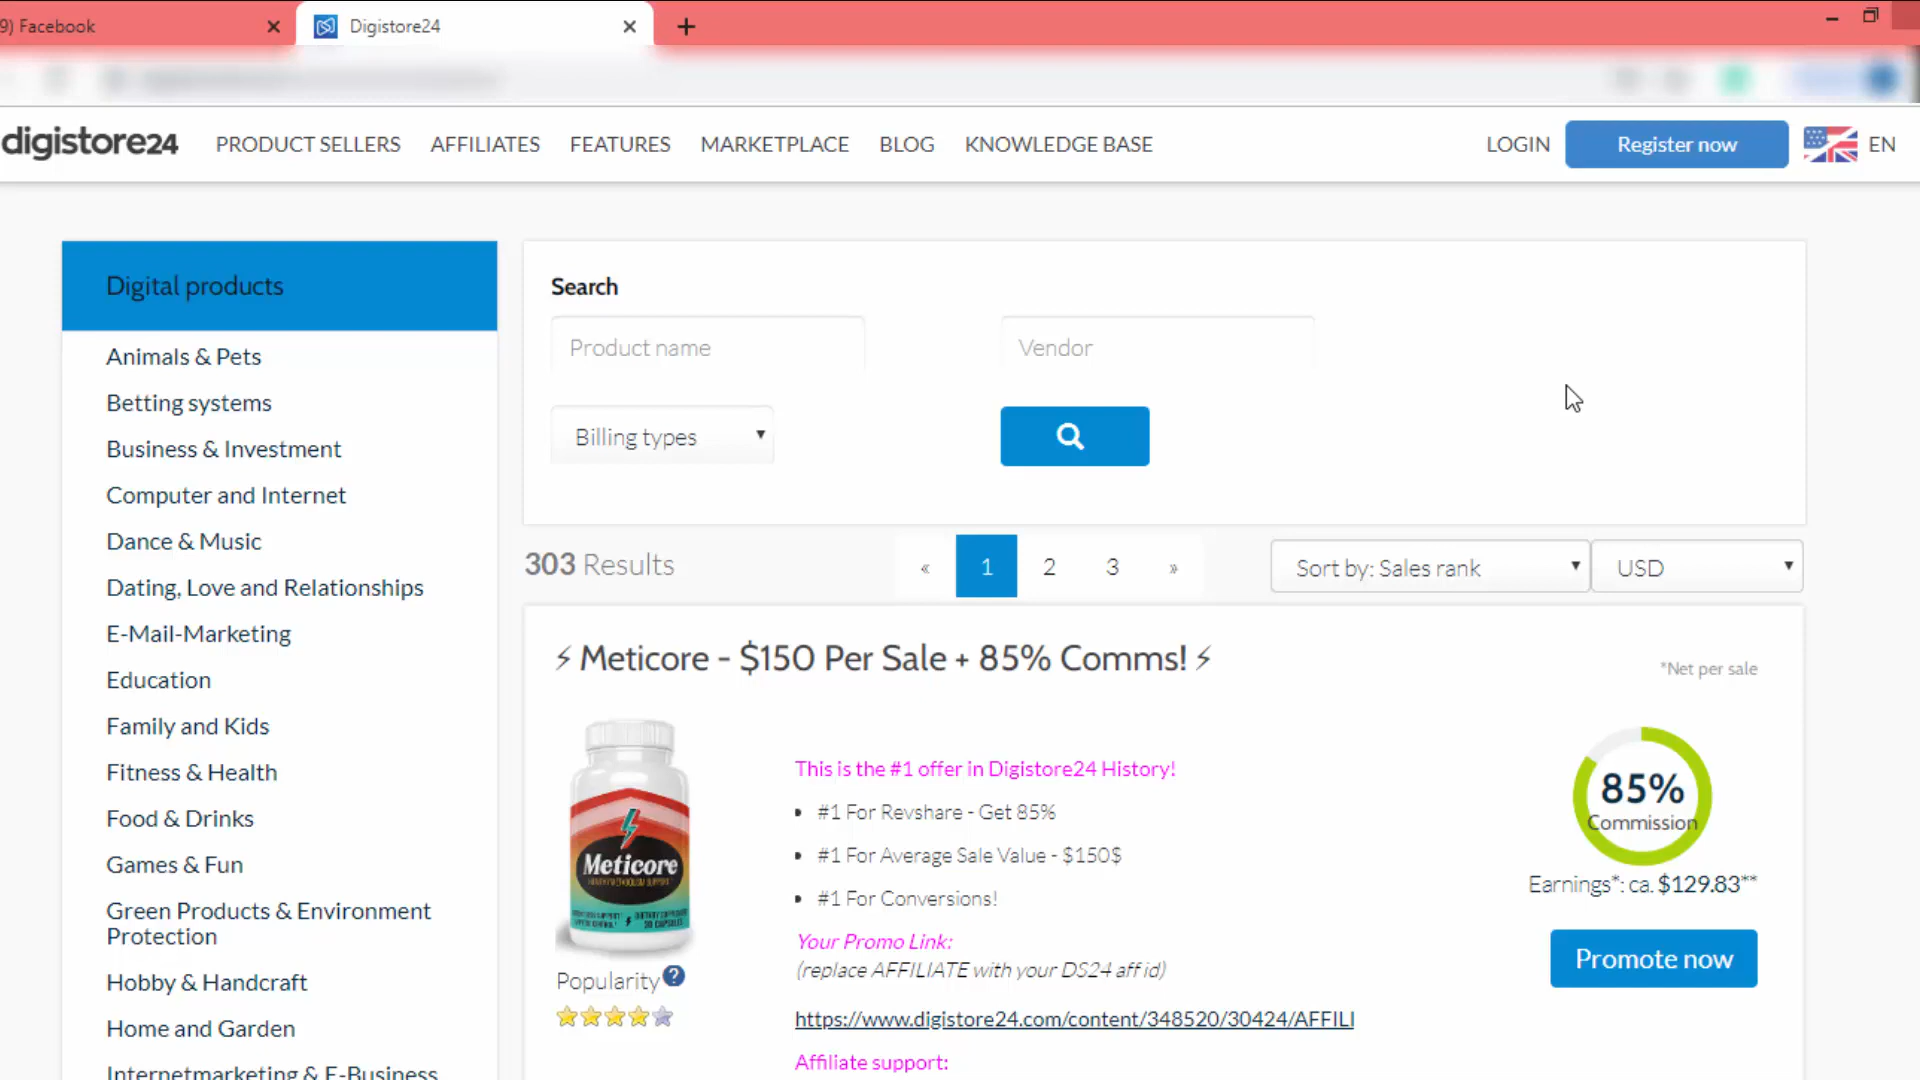 9) Facebook
Digistore24
digistore24
PRODUCT SELLERS
AFFILIATES
FEATURES
MARKETPLACE
BLOG
KNOWLEDGE BASE
LOGIN
Register now
EN
Digital products
Animals & Pets
Betting systems
Business & Investment
Computer and Internet
Dance & Music
Dating, Love and Relationships
E-Mail-Marketing
Education
Family and Kids
Fitness & Health
Food & Drinks
Games & Fun
Green Products & Environment
Protection
Hobby & Handcraft
Home and Garden
Internetmarketing & E-Business
Search
Product name
Vendor
Billing types
303 Results
« 1 2 3 »
Sort by: Sales rank
USD
⚡ Meticore - $150 Per Sale + 85% Comms! ⚡
*Net per sale
Meticore
Popularity
This is the #1 offer in Digistore24 History!
• #1 For Revshare - Get 85%
• #1 For Average Sale Value - $150$
• #1 For Conversions!
Your Promo Link:
(replace AFFILIATE with your DS24 aff id)
https://www.digistore24.com/content/348520/30424/AFFILI
Affiliate support:
85%
Commission
Earnings*: ca. $129.83**
Promote now